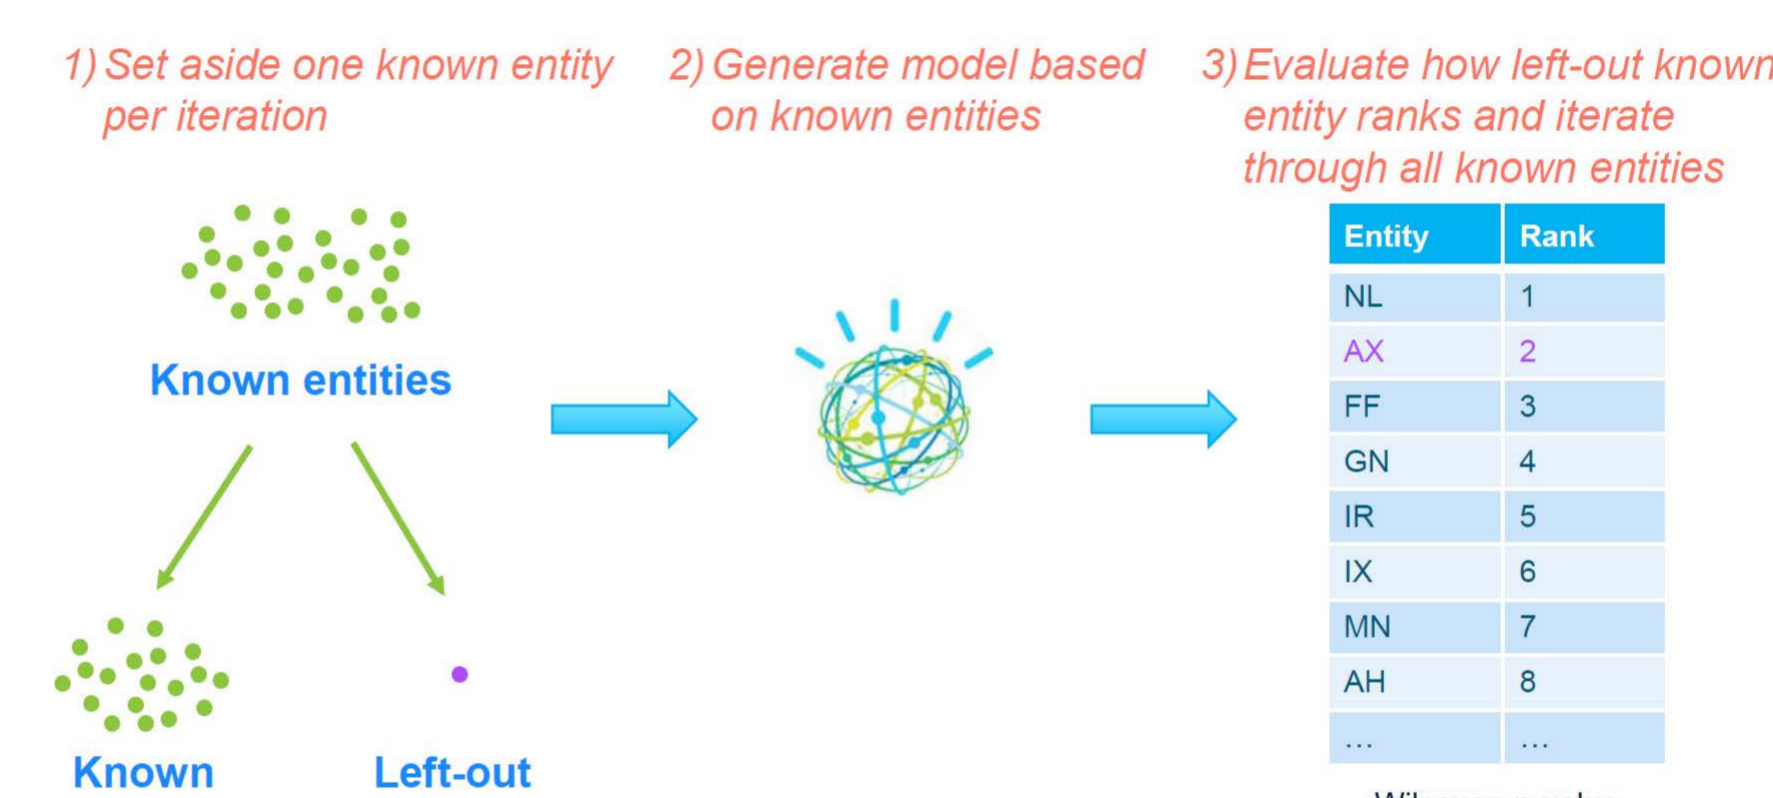 1) Set aside one known entity
per iteration
2) Generate model based
on known entities
3) Evaluate how left-out known
entity ranks and iterate
through all known entities
Known entities
Known
Left-out
Entity Rank
NL 1
AX 2
FF 3
GN 4
IR 5
IX 6
MN 7
AH 8
... ...